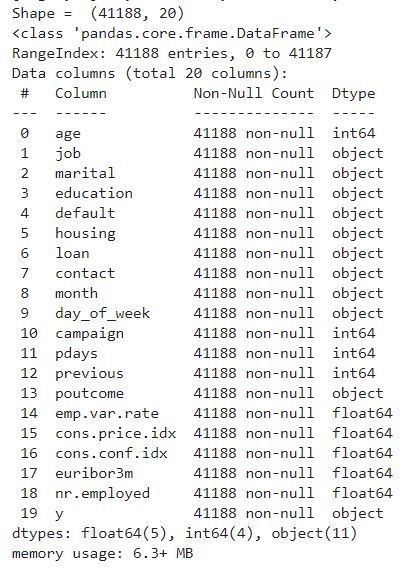 Shape =  (41188, 20)
<class 'pandas.core.frame.DataFrame'>
RangeIndex: 41188 entries, 0 to 41187
Data columns (total 20 columns):
 #   Column          Non-Null Count  Dtype
---  ------          --------------  -----
 0   age             41188 non-null  int64
 1   job             41188 non-null  object
 2   marital         41188 non-null  object
 3   education       41188 non-null  object
 4   default         41188 non-null  object
 5   housing         41188 non-null  object
 6   loan            41188 non-null  object
 7   contact         41188 non-null  object
 8   month           41188 non-null  object
 9   day_of_week     41188 non-null  object
 10  campaign        41188 non-null  int64
 11  pdays           41188 non-null  int64
 12  previous        41188 non-null  int64
 13  poutcome        41188 non-null  object
 14  emp.var.rate    41188 non-null  float64
 15  cons.price.idx  41188 non-null  float64
 16  cons.conf.idx   41188 non-null  float64
 17  euribor3m       41188 non-null  float64
 18  nr.employed     41188 non-null  float64
 19  y               41188 non-null  object
dtypes: float64(5), int64(4), object(11)
memory usage: 6.3+ MB